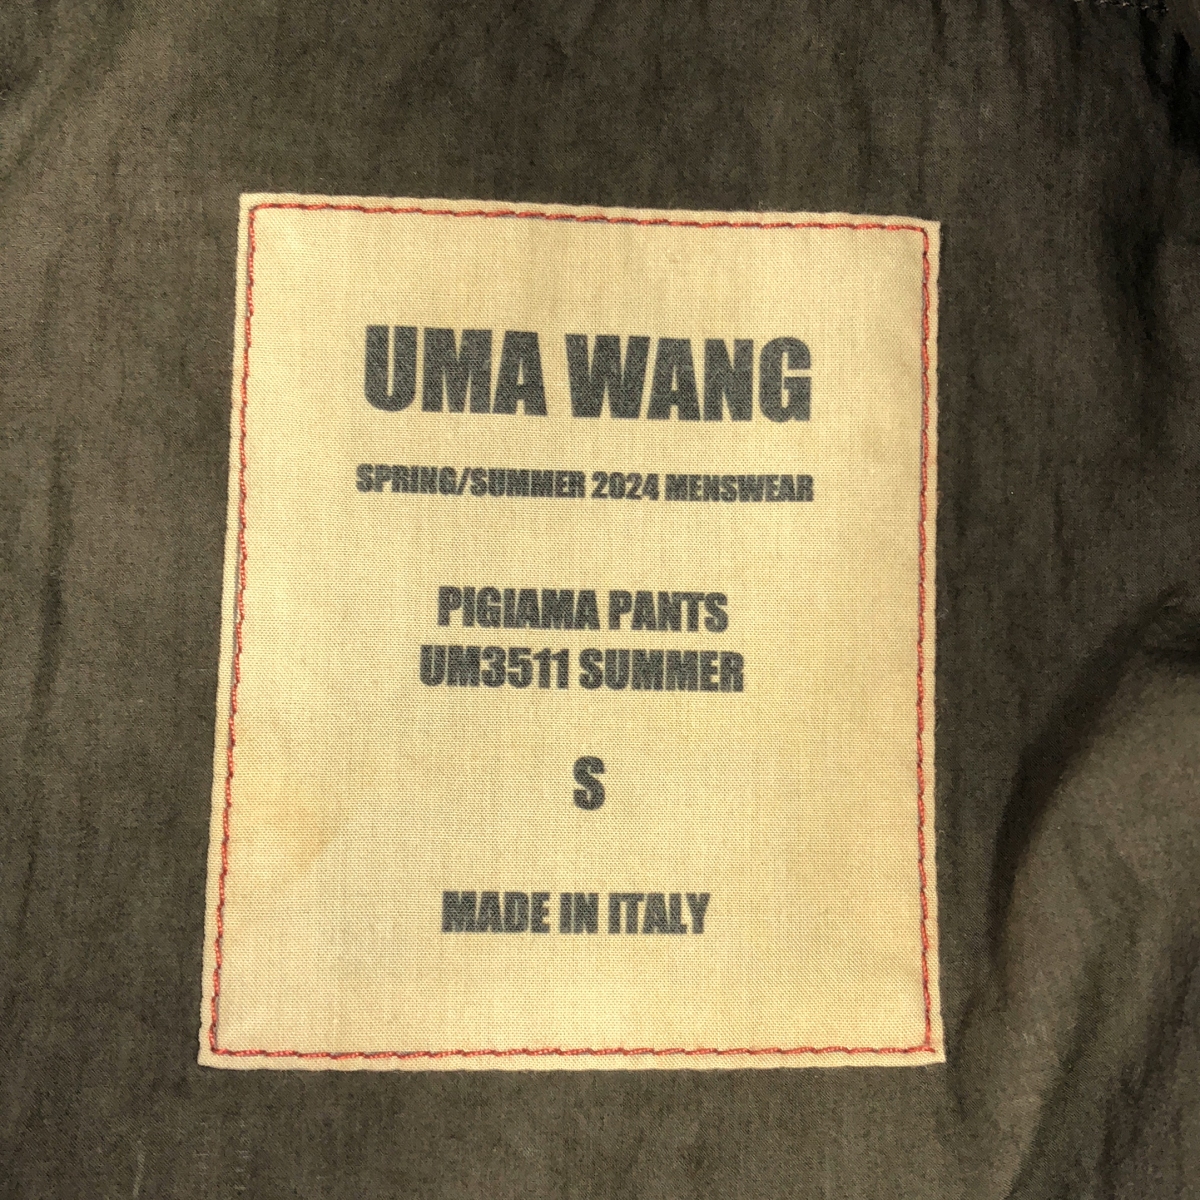 UMA WANG
SPRING/SUMMER 2024 MENSWEAR
PIGIAMA PANTS
UM3511 SUMMER
S
MADE IN ITALY